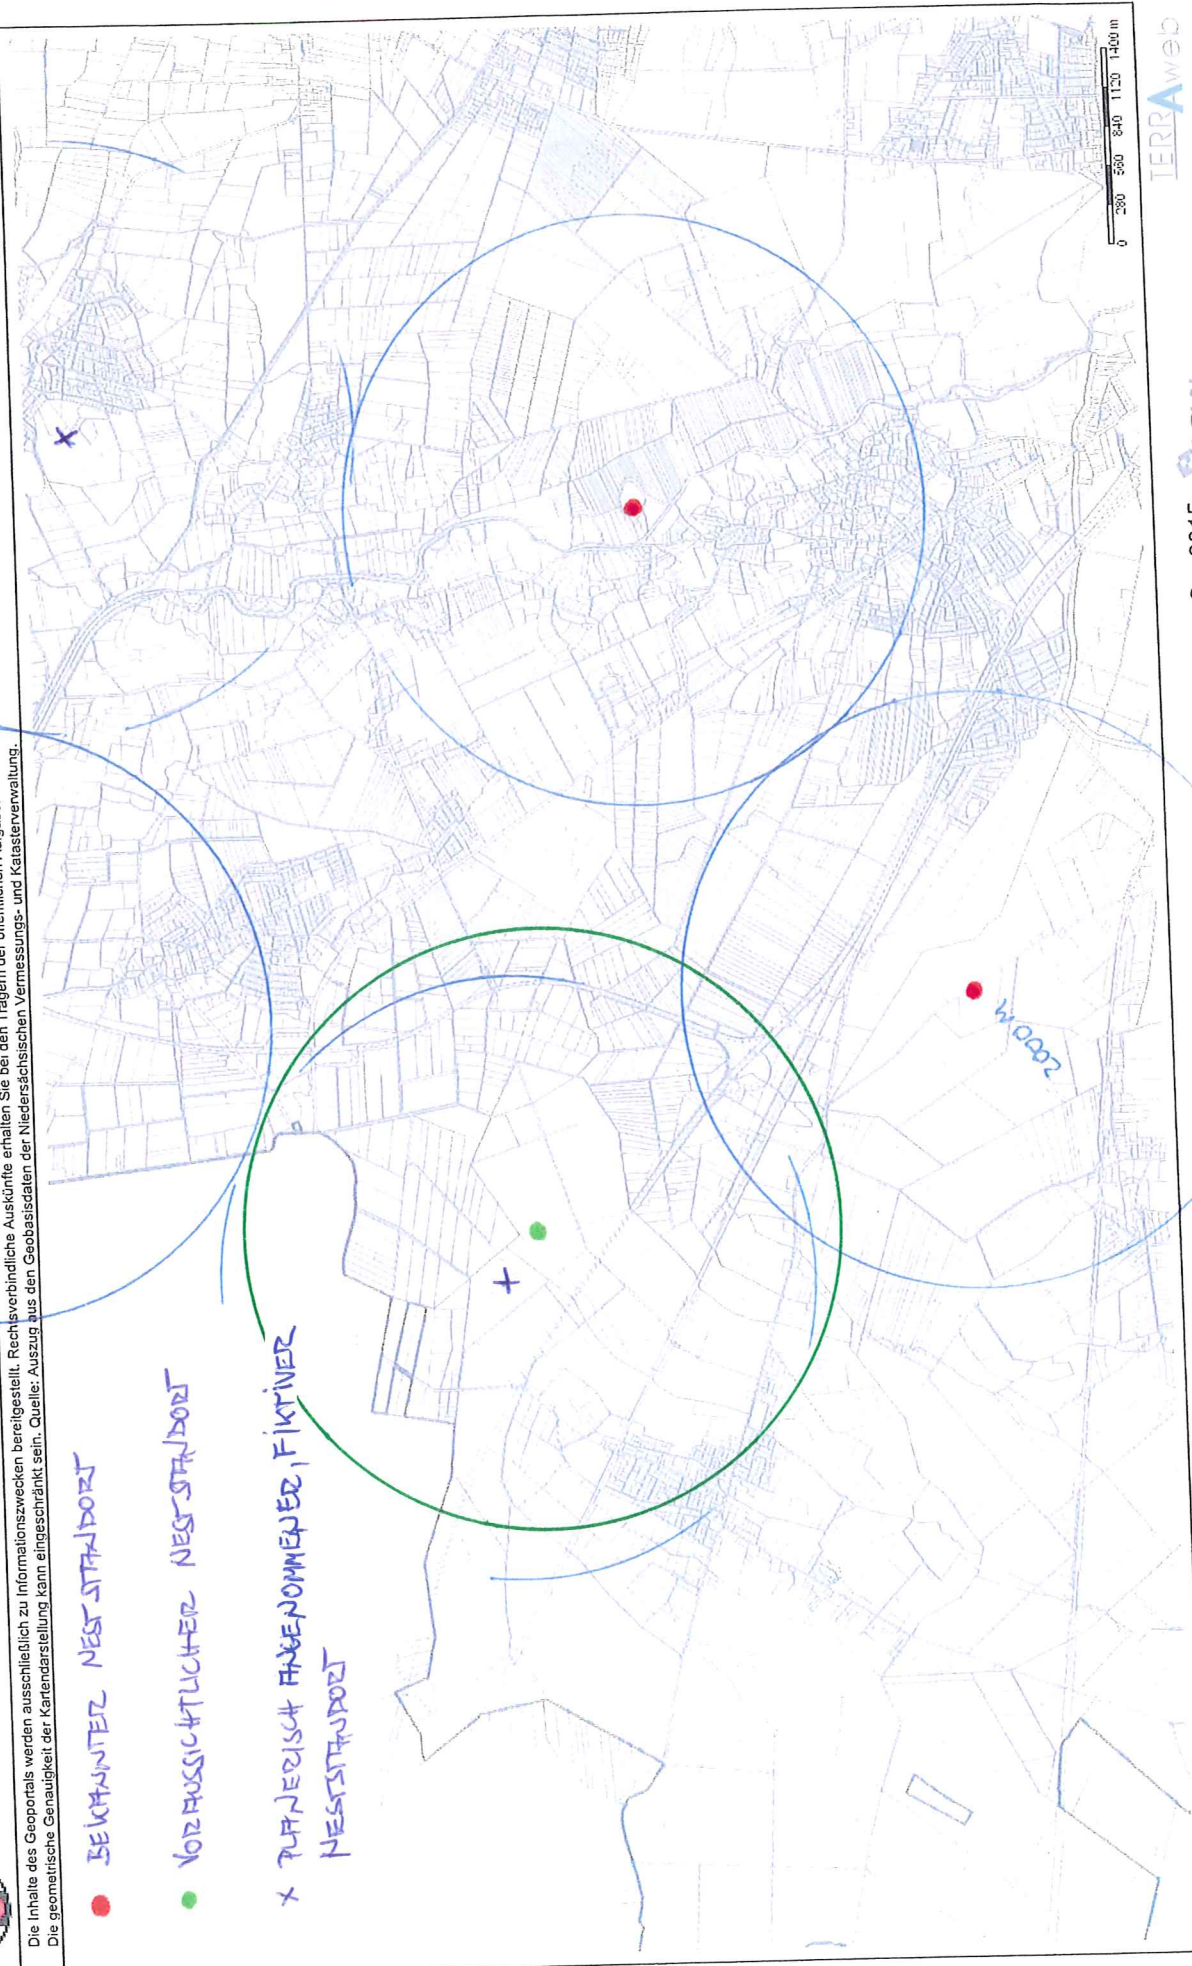 Die Inhalte des Geoportals werden ausschließlich zu Informationszwecken bereitgestellt. Rechtsverbindliche Auskünfte erhalten Sie bei den Trägern der öffentlichen
Die geometrische Genauigkeit der Kartendarstellung kann eingeschränkt sein. Quelle: Auszug aus den Geobasisdaten der Niedersächsischen Vermessungs- und Katasterverwaltung.
BEKANNTER NESTSTANDORT
VORAUSSICHTLICHER NESTSTANDORT
x PLANERISCH ANGENOMMENER, FIKTIVER
NESTSTANDORT
2000 M
0 280 560 840 1120 1400 m
TERRAweb